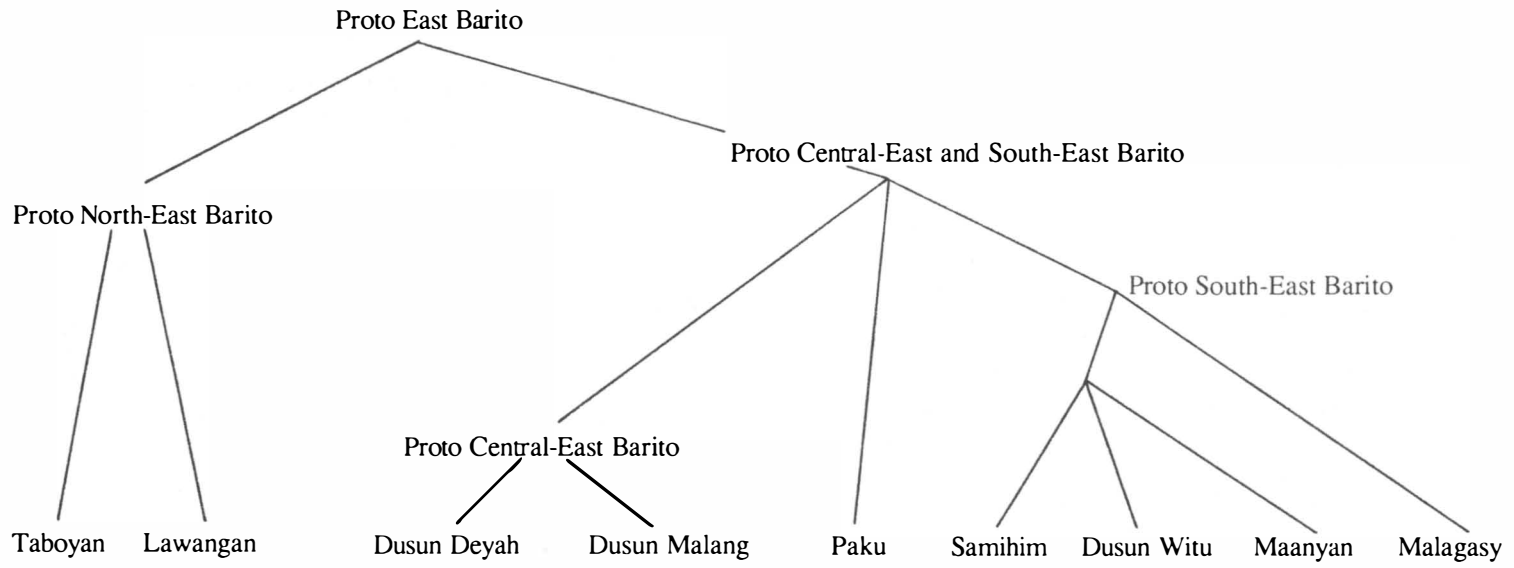 Proto East Barito
Proto Central-East and South-East Barito
Proto North-East Barito
Proto South-East Barito
Proto Central-East Barito
Taboyan Lawangan Dusun Deyah Dusun Malang Paku Samihim Dusun Witu Maanyan Malagasy